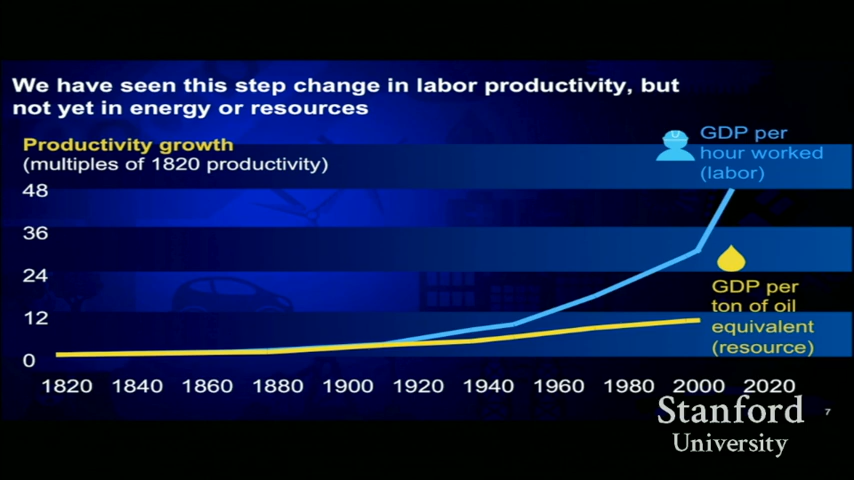 We have seen this step change in labor productivity, but
not yet in energy or resources
Productivity growth
(multiples of 1820 productivity)
GDP per
hour worked
(labor)
48
36
24
12
0
GDP per
ton of oil
equivalent
(resource)
1820 1840 1860 1880 1900 1920 1940 1960 1980 2000 2020
Stanford
University
7